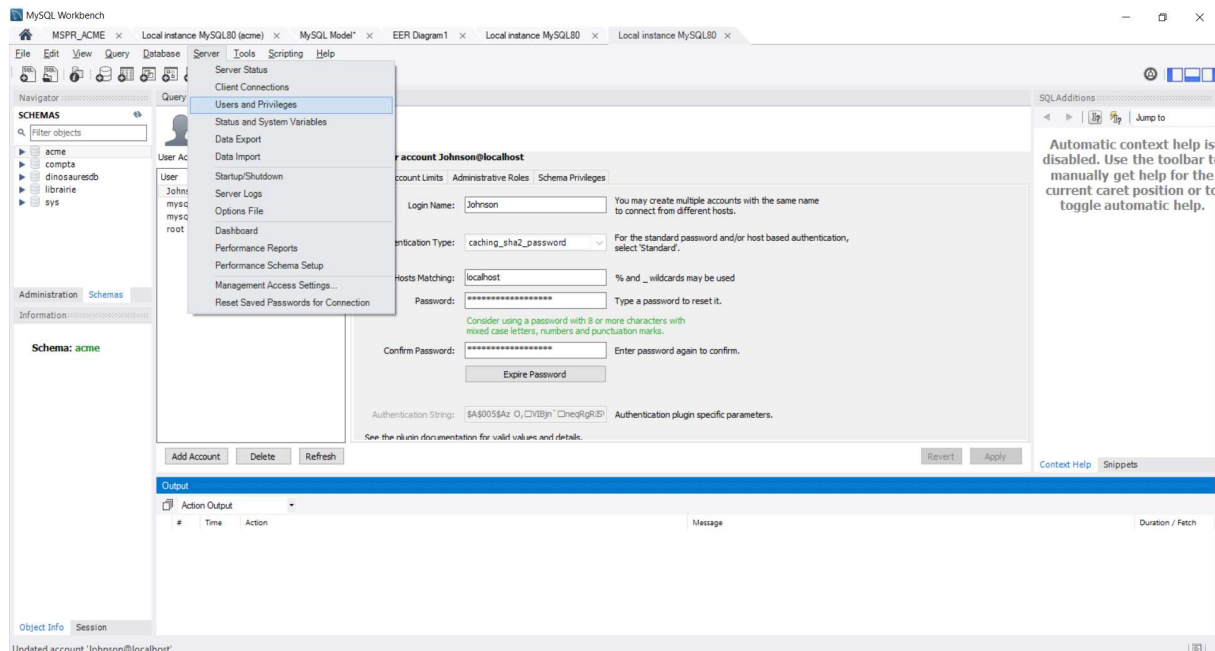 MySQL Workbench
MSPR_ACME × Local instance MySQL80 (acme) × MySQL Model* × EER Diagram1 × Local instance MySQL80 × Local instance MySQL80 ×
File Edit View Query Database Server Tools Scripting Help
Server Status
Client Connections
Users and Privileges
Status and System Variables
Data Export
Data Import
Startup/Shutdown
Server Logs
Options File
Dashboard
Performance Reports
Performance Schema Setup
Management Access Settings...
Reset Saved Passwords for Connection
Navigator
SCHEMAS
Filter objects
acme
compta
dinosauresdb
librairie
sys
Administration Schemas
Information
Schema: acme
Object Info Session
Query
User Ac
User
Johns
mysq
mysq
root
Add Account Delete Refresh
account Johnson@localhost
Account Limits Administrative Roles Schema Privileges
Login Name: Johnson You may create multiple accounts with the same name
to connect from different hosts.
Type: caching_sha2_password For the standard password and/or host based authentication,
select 'Standard'.
Hosts Matching: localhost % and _ wildcards may be used
Password: ****************** Type a password to reset it.
Consider using a password with 8 or more characters with
mixed case letters, numbers and punctuation marks.
Confirm Password: ****************** Enter password again to confirm.
Expire Password
Authentication String: Authentication plugin specific parameters.
See the plugin documentation for valid values and details.
Revert Apply
SQLAdditions
Jump to
Automatic context help is
disabled. Use the toolbar
manually get help for the
current caret position or to
toggle automatic help.
Context Help Snippets
Output
Action Output
# Time Action Message Duration / Fetch
Updated account 'Johnson@localhost'